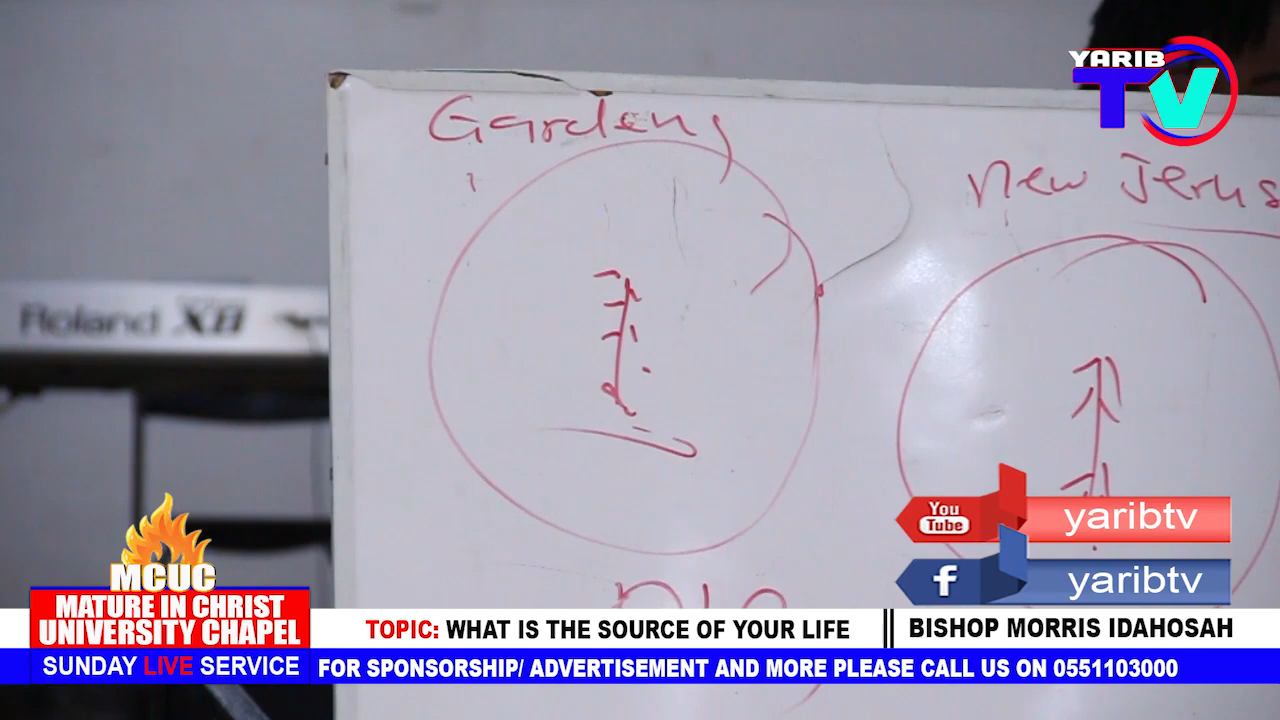 YARIB
TV
Gardens
New Jerus
Roland XP
You
Tube
yaribtv
f
yaribtv
MCUC
MATURE IN CHRIST
UNIVERSITY CHAPEL
TOPIC: WHAT IS THE SOURCE OF YOUR LIFE
BISHOP MORRIS IDAHOSAH
SUNDAY LIVE SERVICE
FOR SPONSORSHIP/ ADVERTISEMENT AND MORE PLEASE CALL US ON 0551103000